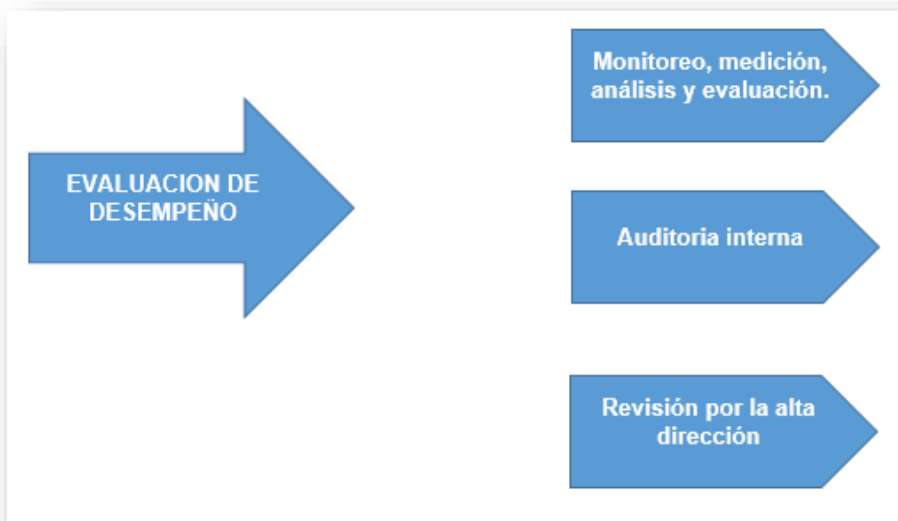 EVALUACION DE
DESEMPEÑO
Monitoreo, medición,
análisis y evaluación.
Auditoria interna
Revisión por la alta
dirección